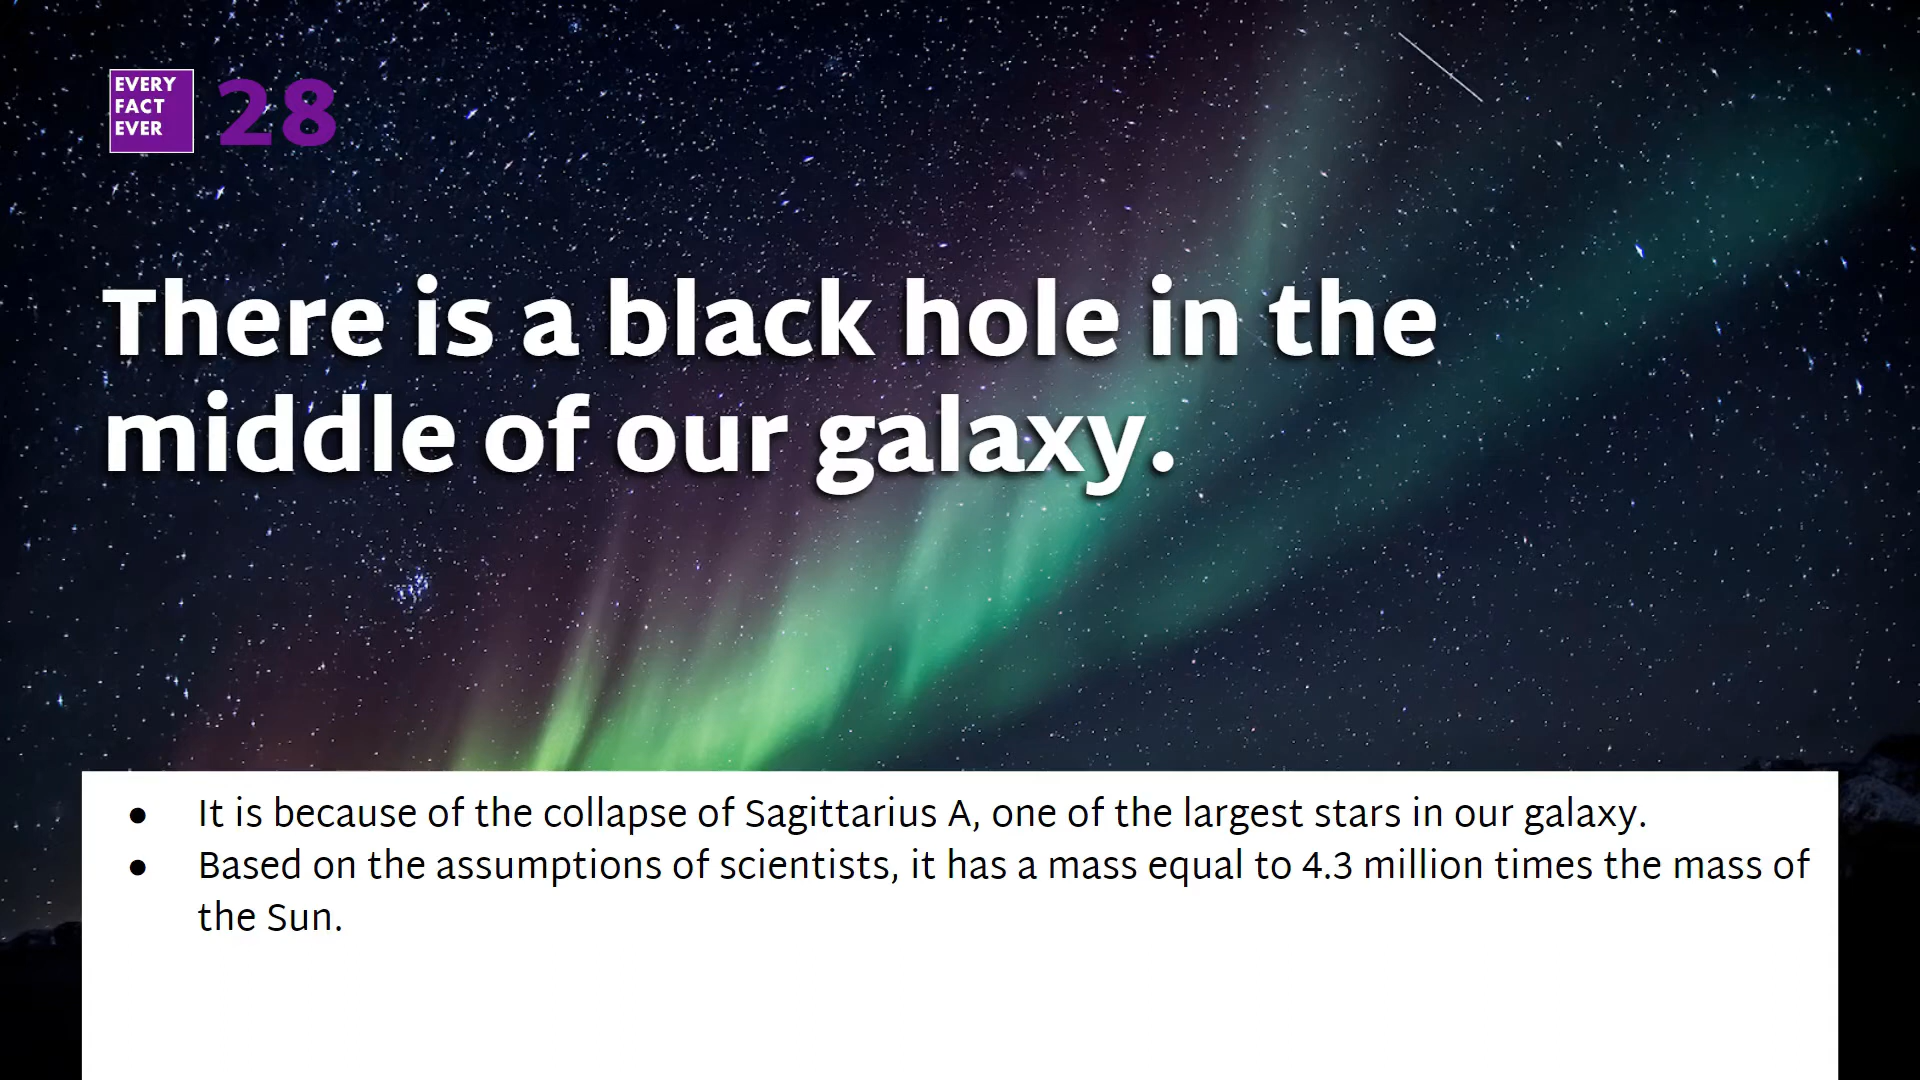 EVERY
FACT
EVER
28
There is a black hole in the
middle of our galaxy.
● It is because of the collapse of Sagittarius A, one of the largest stars in our galaxy.
● Based on the assumptions of scientists, it has a mass equal to 4.3 million times the mass of
the Sun.